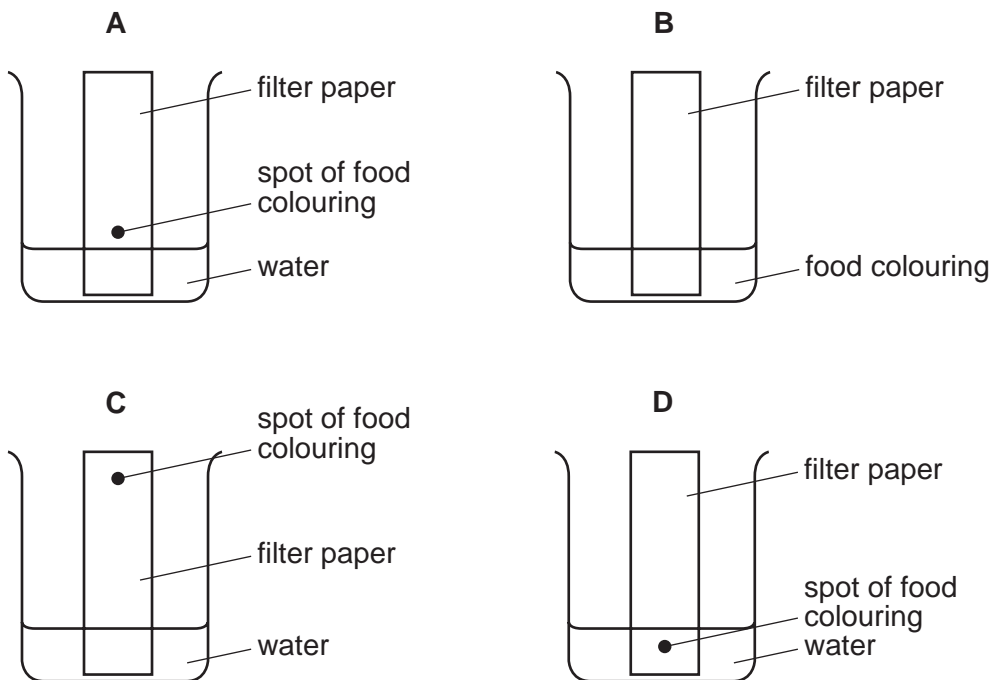 A
filter paper
spot of food
colouring
water
B
filter paper
food colouring
C
spot of food
colouring
filter paper
water
D
filter paper
spot of food
colouring
water